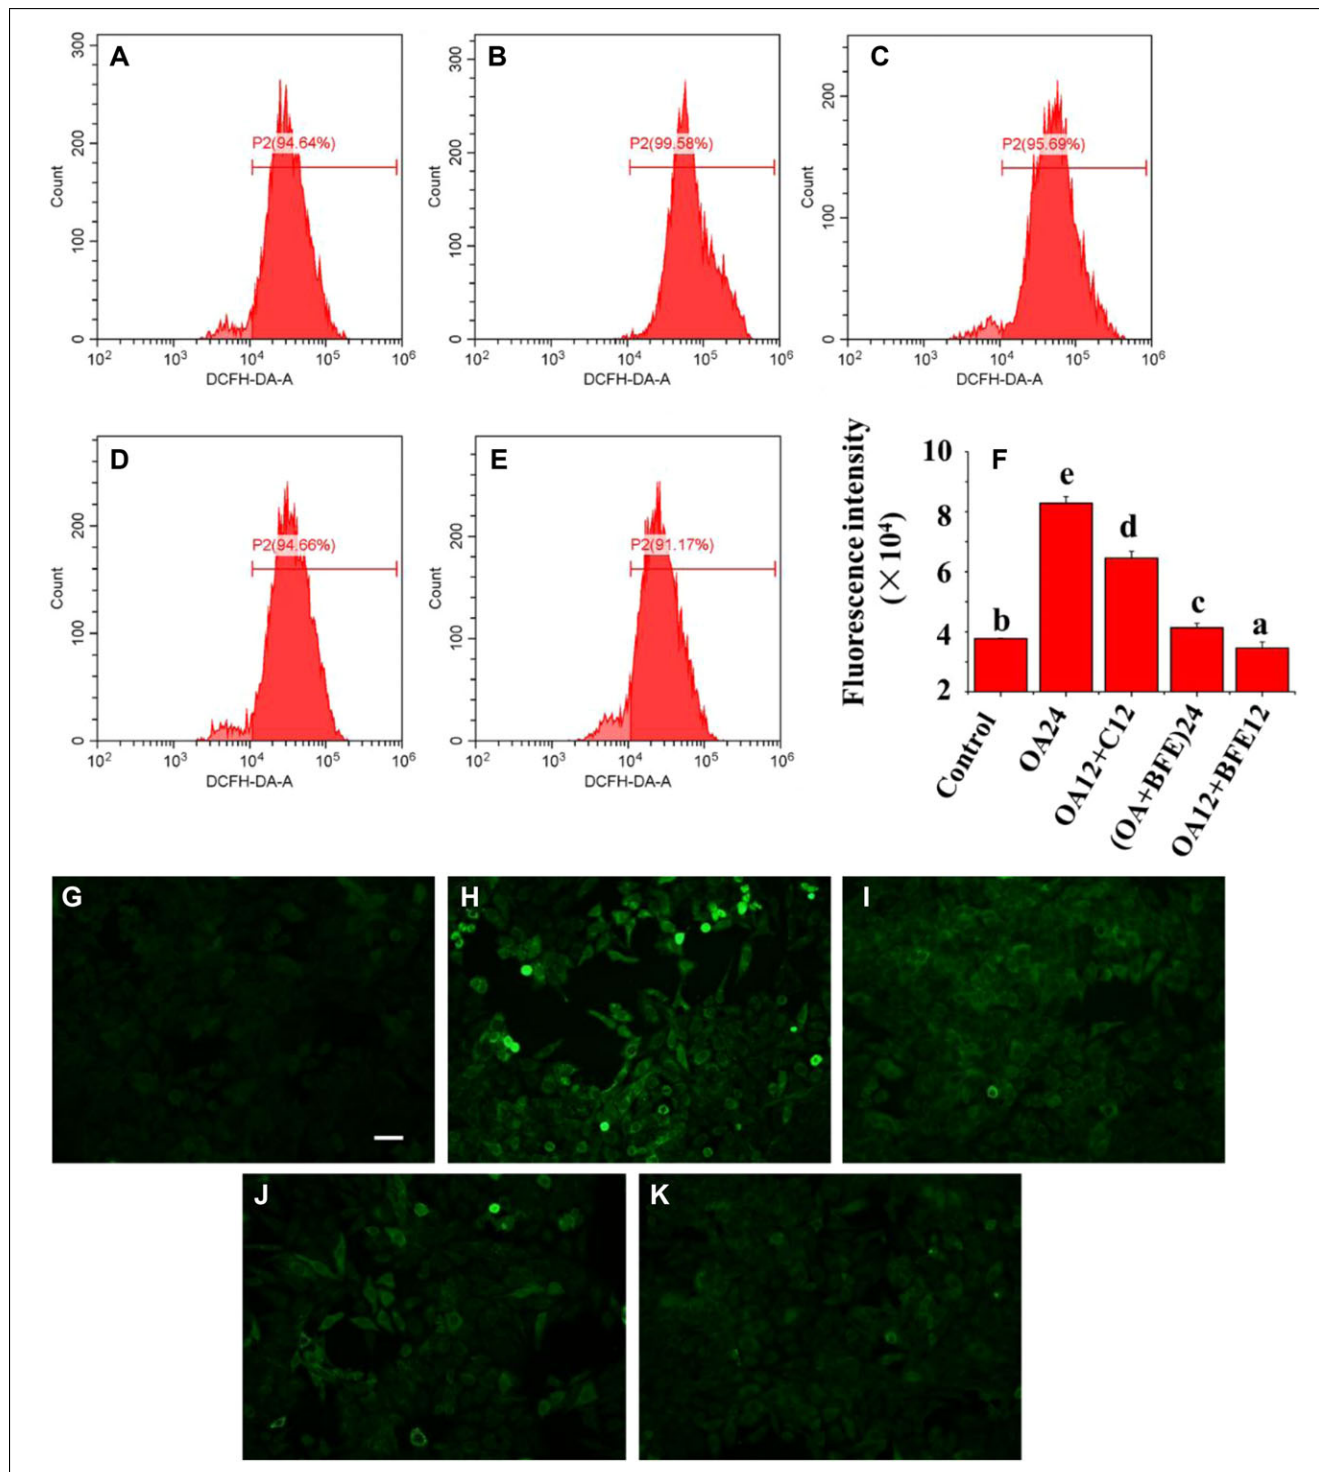 A
300
200
100
0
Count
P2(94.64%)
10² 10³ 10⁴ 10⁵ 10⁶
DCFH-DA-A
B
300
200
100
0
Count
P2(99.58%)
10² 10³ 10⁴ 10⁵ 10⁶
DCFH-DA-A
C
200
100
0
Count
P2(95.69%)
10² 10³ 10⁴ 10⁵ 10⁶
DCFH-DA-A
D
200
100
0
Count
P2(94.66%)
10² 10³ 10⁴ 10⁵ 10⁶
DCFH-DA-A
E
200
100
0
Count
P2(91.17%)
10² 10³ 10⁴ 10⁵ 10⁶
DCFH-DA-A
F
Fluorescence intensity
(×10⁴)
10
8
6
4
2
b
e
d
c
a
Control
OA24
OA12+C12
(OA+BFE)24
OA12+BFE12
G
H
I
J
K